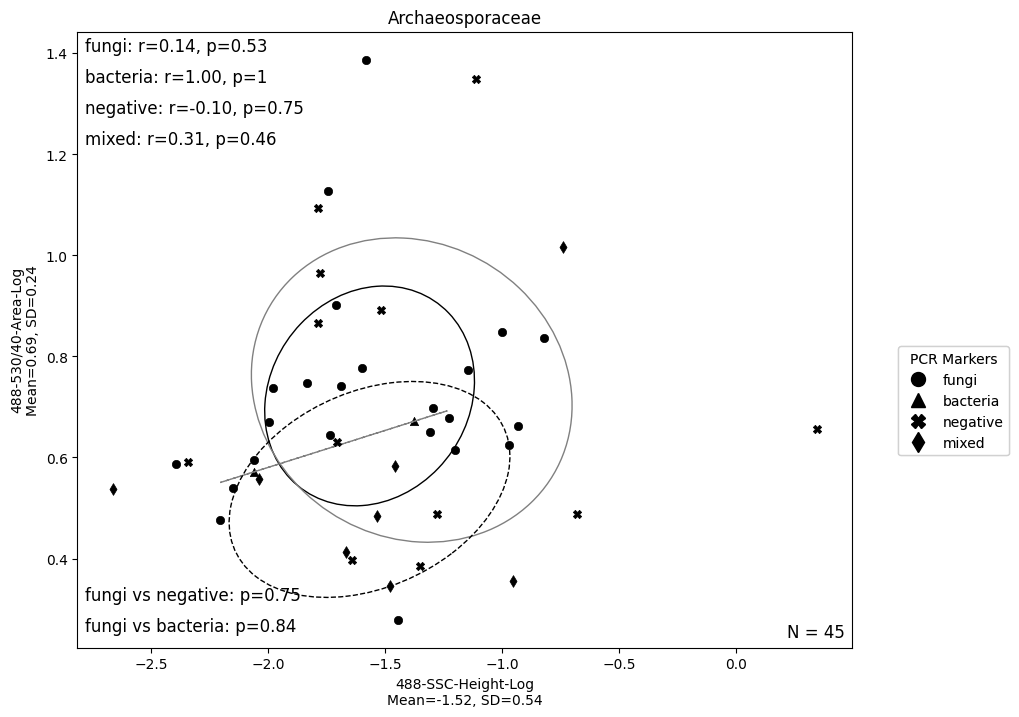 Archaeosporaceae
fungi: r=0.14, p=0.53
bacteria: r=1.00, p=1
negative: r=-0.10, p=0.75
mixed: r=0.31, p=0.46
1.4
1.2
1.0
0.8
0.6
0.4
488-530/40-Area-Log
Mean=0.69, SD=0.24
PCR Markers
fungi
bacteria
negative
mixed
fungi vs negative: p=0.75
fungi vs bacteria: p=0.84
N = 45
−2.5
−2.0
−1.5
−1.0
−0.5
0.0
488-SSC-Height-Log
Mean=-1.52, SD=0.54